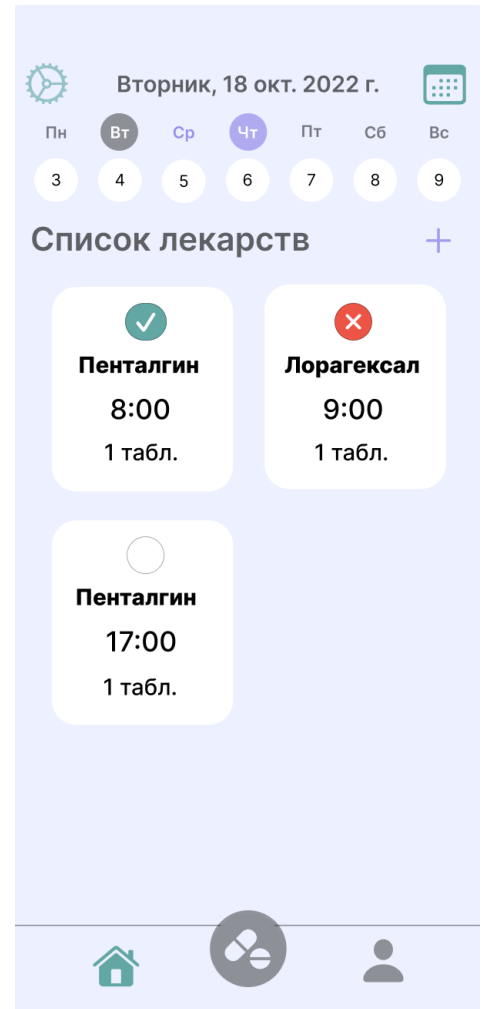 Вторник, 18 окт. 2022 г.
Пн Вт Ср Чт Пт Сб Вс
3 4 5 6 7 8 9
Список лекарств +
Пенталгин
8:00
1 табл.
Лорагексал
9:00
1 табл.
Пенталгин
17:00
1 табл.